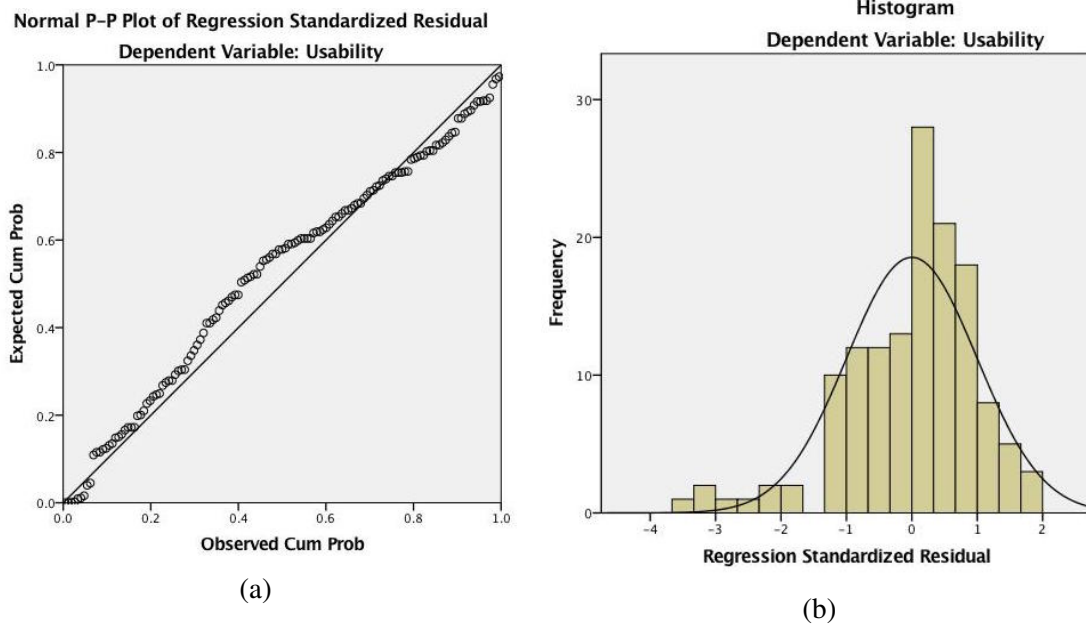 Normal P-P Plot of Regression Standardized Residual
Dependent Variable: Usability
1.0
0.8
0.6
0.4
0.2
0.0
Expected Cum Prob
0.0 0.2 0.4 0.6 0.8 1.0
Observed Cum Prob
(a)
Histogram
Dependent Variable: Usability
30
20
10
0
Frequency
-4 -3 -2 -1 0 1 2
Regression Standardized Residual
(b)